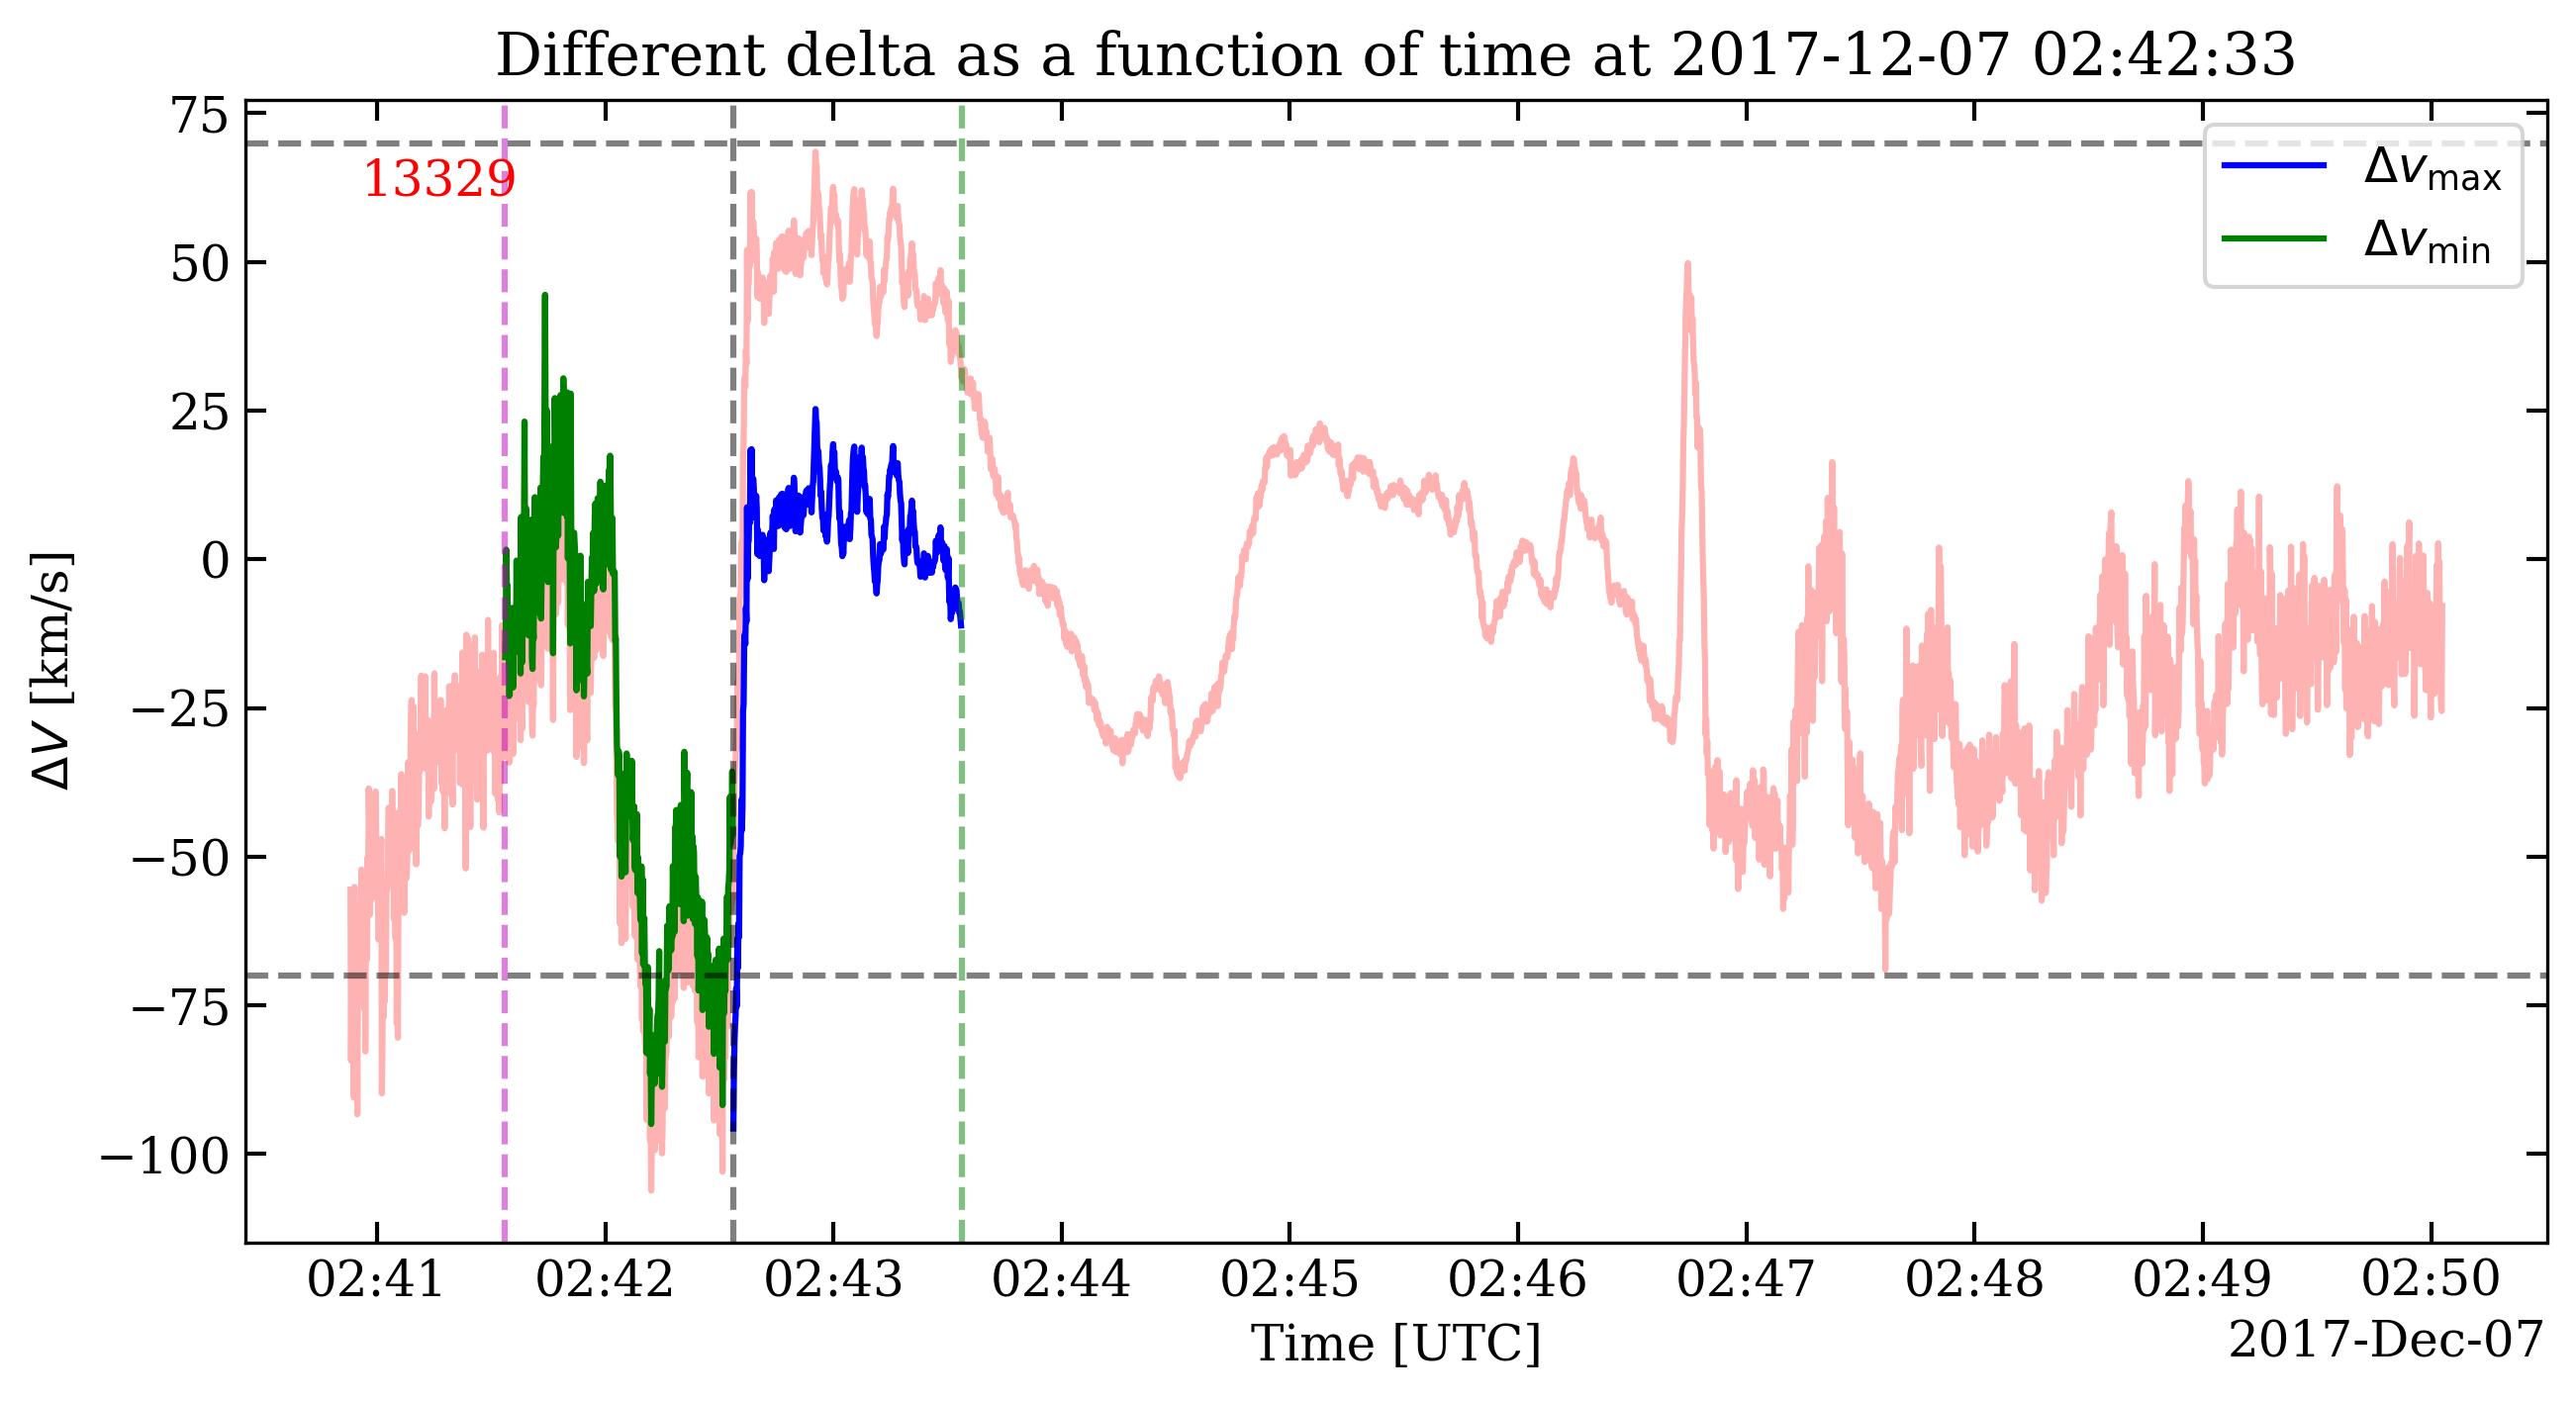 Different delta as a function of time at 2017-12-07 02:42:33
75
50
25
0
−25
−50
−75
−100
ΔV [km/s]
13329
Δv_max
Δv_min
02:41 02:42 02:43 02:44 02:45 02:46 02:47 02:48 02:49 02:50
Time [UTC]
2017-Dec-07